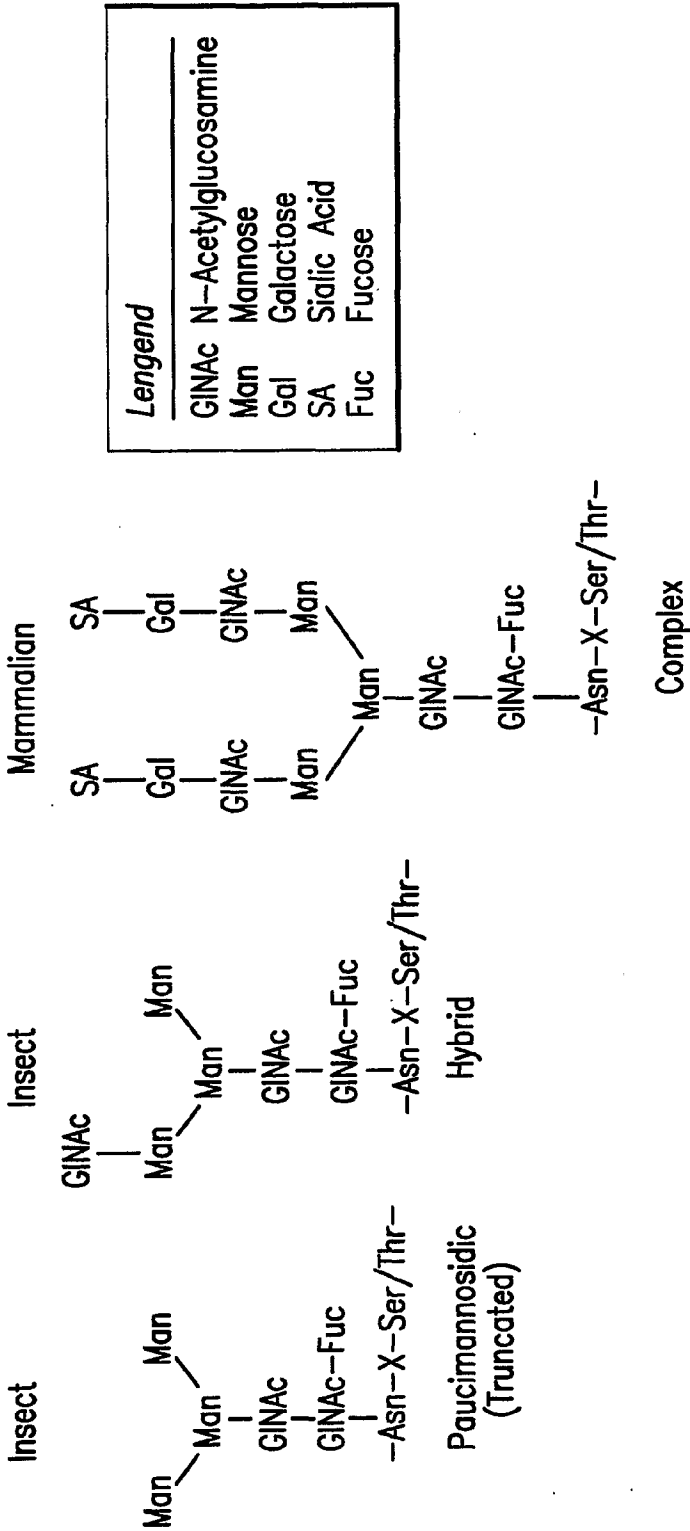 Insect
Man
Man
Man
GlNAc
GlNAc-Fuc
-Asn-X-Ser/Thr-
Paucimannosidic
(Truncated)
Insect
GlNAc
Man
Man
Man
GlNAc
GlNAc-Fuc
-Asn-X-Ser/Thr-
Hybrid
Mammalian
SA
SA
Gal
Gal
GlNAc
GlNAc
Man
Man
Man
GlNAc
GlNAc-Fuc
-Asn-X-Ser/Thr-
Complex
Lengend
GlNAc N-Acetylglucosamine
Man Mannose
Gal Galactose
SA Sialic Acid
Fuc Fucose